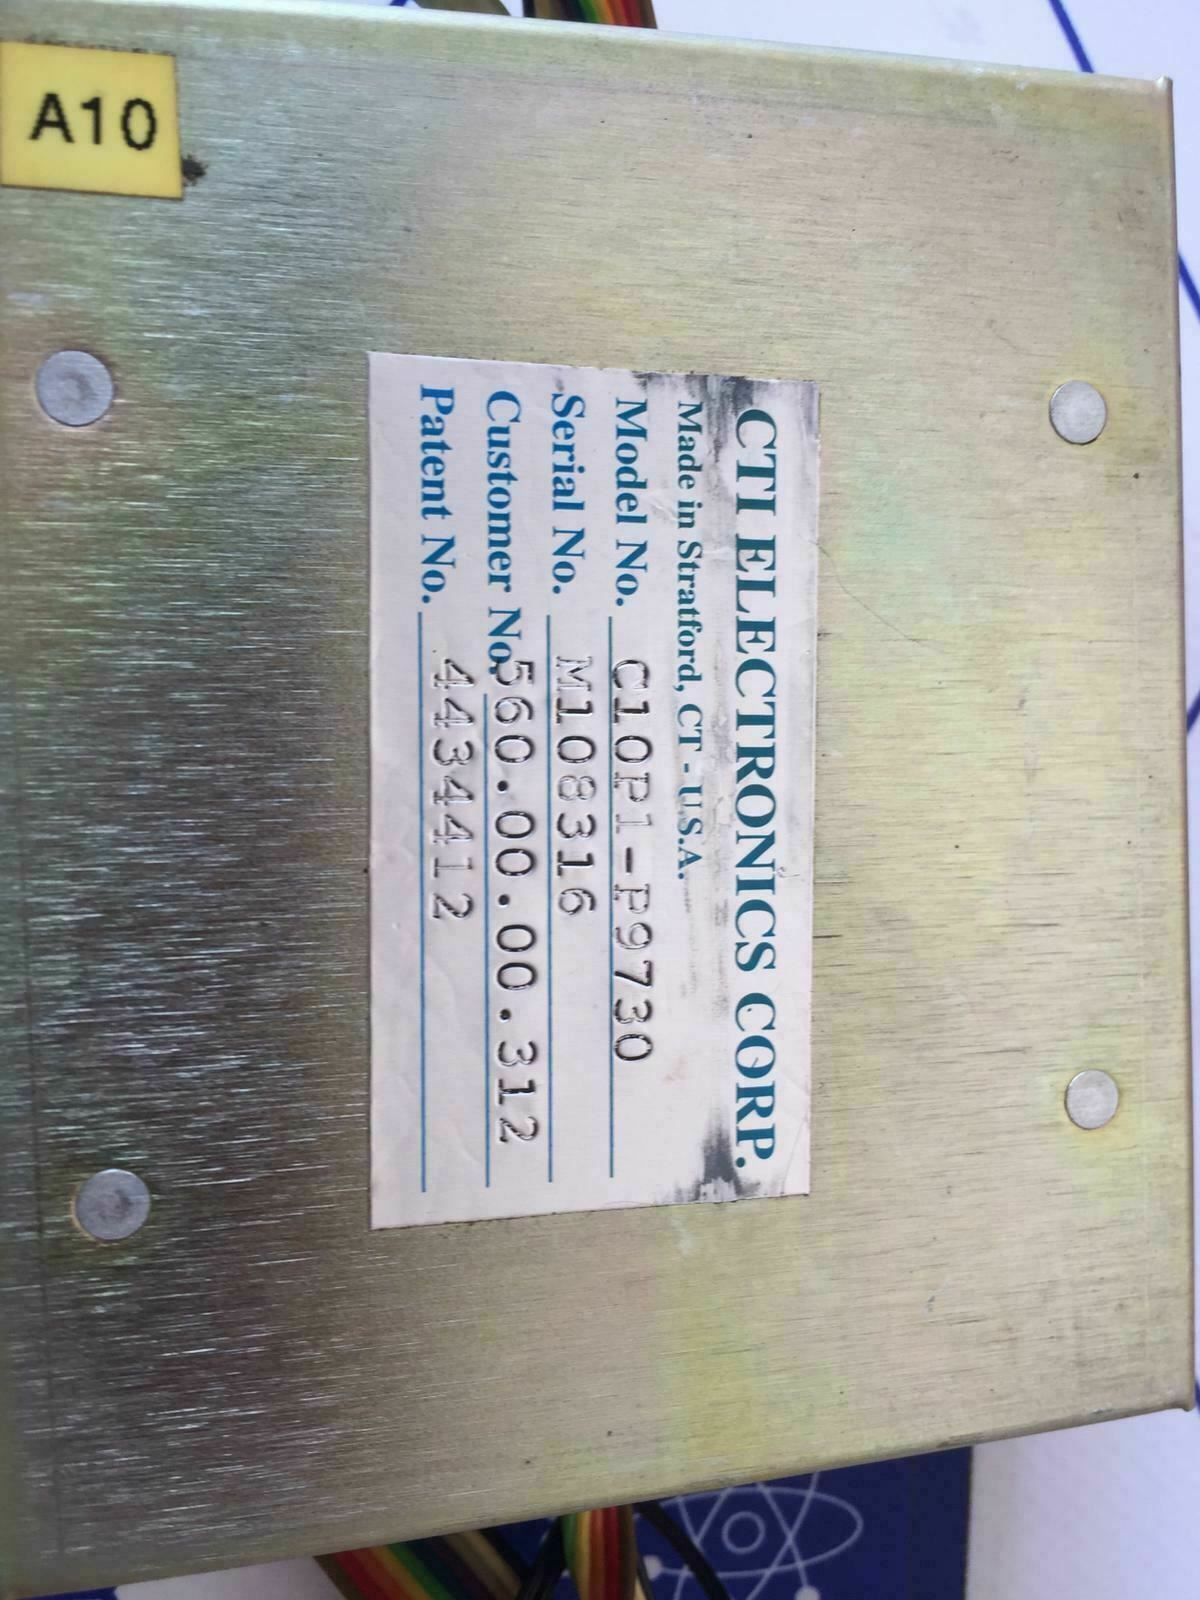 A10
CTI ELECTRONICS CORP.
Made in Stratford, CT - U.S.A.
Model No. C10P1-P9730
Serial No. M108316
Customer No. 560.00.00.312
Patent No. 4434412